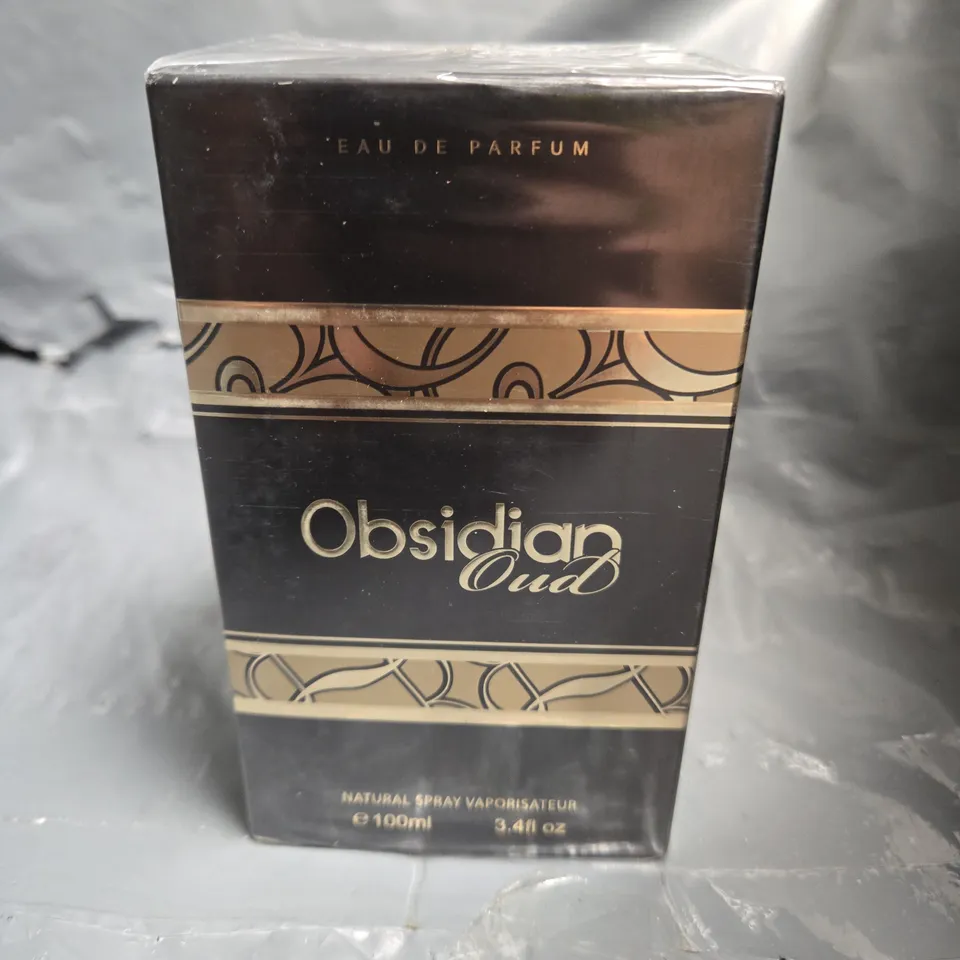 EAU DE PARFUM
Obsidian
Oud
NATURAL SPRAY VAPORISATEUR
℮100ml 3.4fl oz